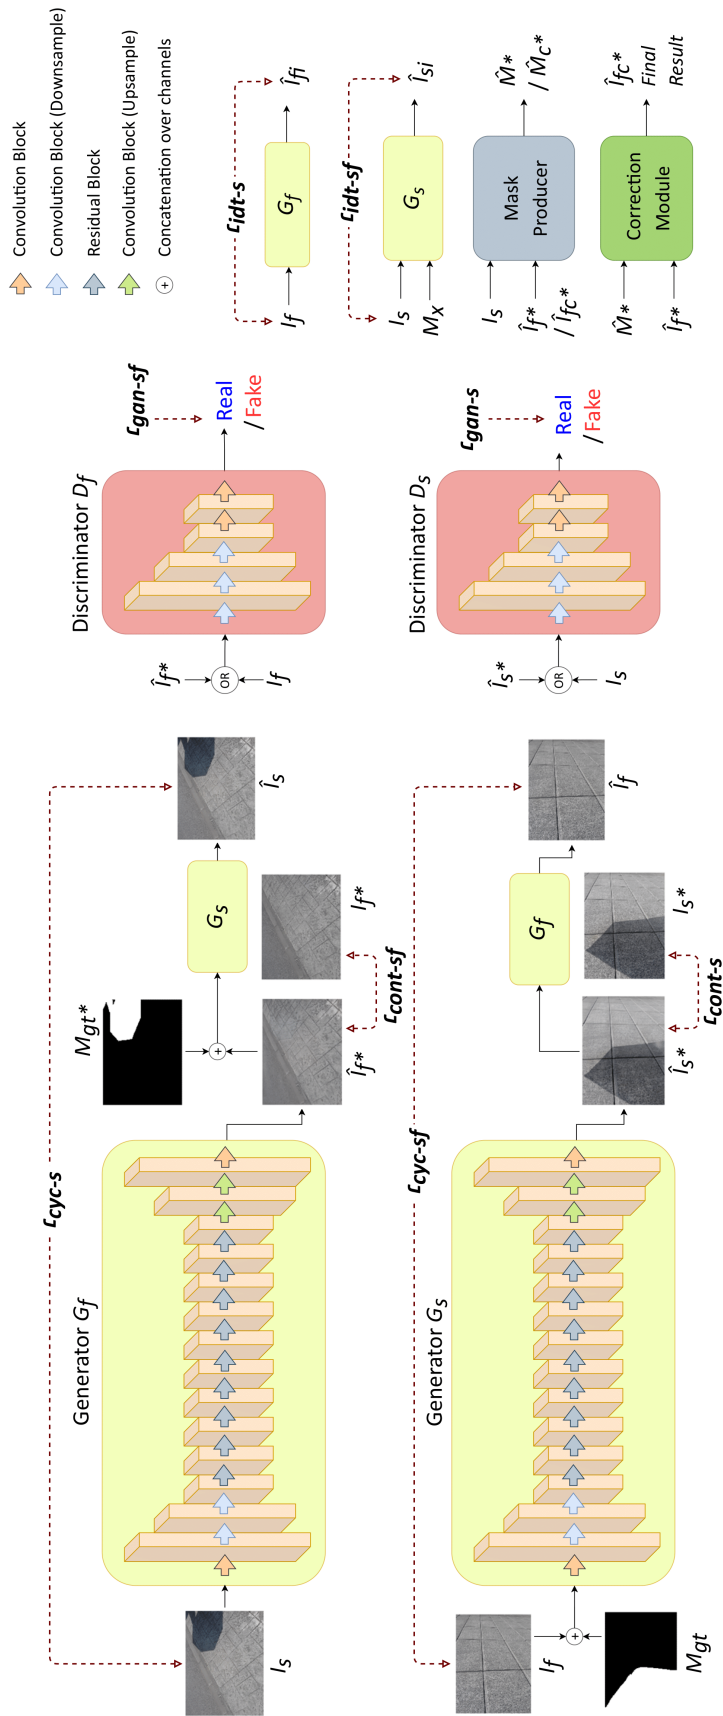 𝓛cyc-s
Generator Gf
Is
Mgt*
+
Îf*
If*
𝓛cont-sf
Gs
Îs
Îf*
OR
If
Discriminator Df
𝓛gan-sf
Real
/ Fake
𝓛cyc-sf
Generator Gs
If
+
Mgt
Îs*
Is*
𝓛cont-s
Gf
Îf
Îs*
OR
Is
Discriminator Ds
𝓛gan-s
Real
/ Fake
Convolution Block
Convolution Block (Downsample)
Residual Block
Convolution Block (Upsample)
+ Concatenation over channels
𝓛idt-s
If
Gf
Îfi
𝓛idt-sf
Is
Mx
Gs
Îsi
Is
Îf*
/ Îfc*
Mask
Producer
M̂*
/ M̂c*
M̂*
Îf*
Correction
Module
Îfc*
Final
Result